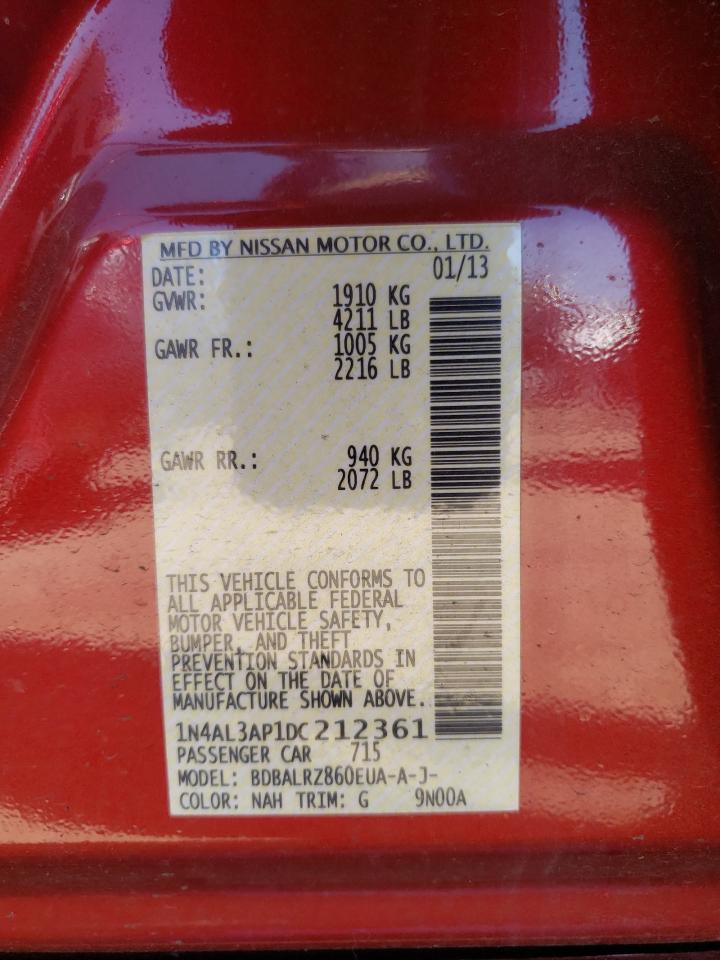 MFD BY NISSAN MOTOR CO., LTD.
DATE: 01/13
GVWR: 1910 KG
4211 LB
GAWR FR.: 1005 KG
2216 LB
GAWR RR.: 940 KG
2072 LB
THIS VEHICLE CONFORMS TO
ALL APPLICABLE FEDERAL
MOTOR VEHICLE SAFETY,
BUMPER, AND THEFT
PREVENTION STANDARDS IN
EFFECT ON THE DATE OF
MANUFACTURE SHOWN ABOVE.
1N4AL3AP1DC212361
PASSENGER CAR 715
MODEL: BDBALRZ860EUA-A-J-
COLOR: NAH TRIM: G 9N00A